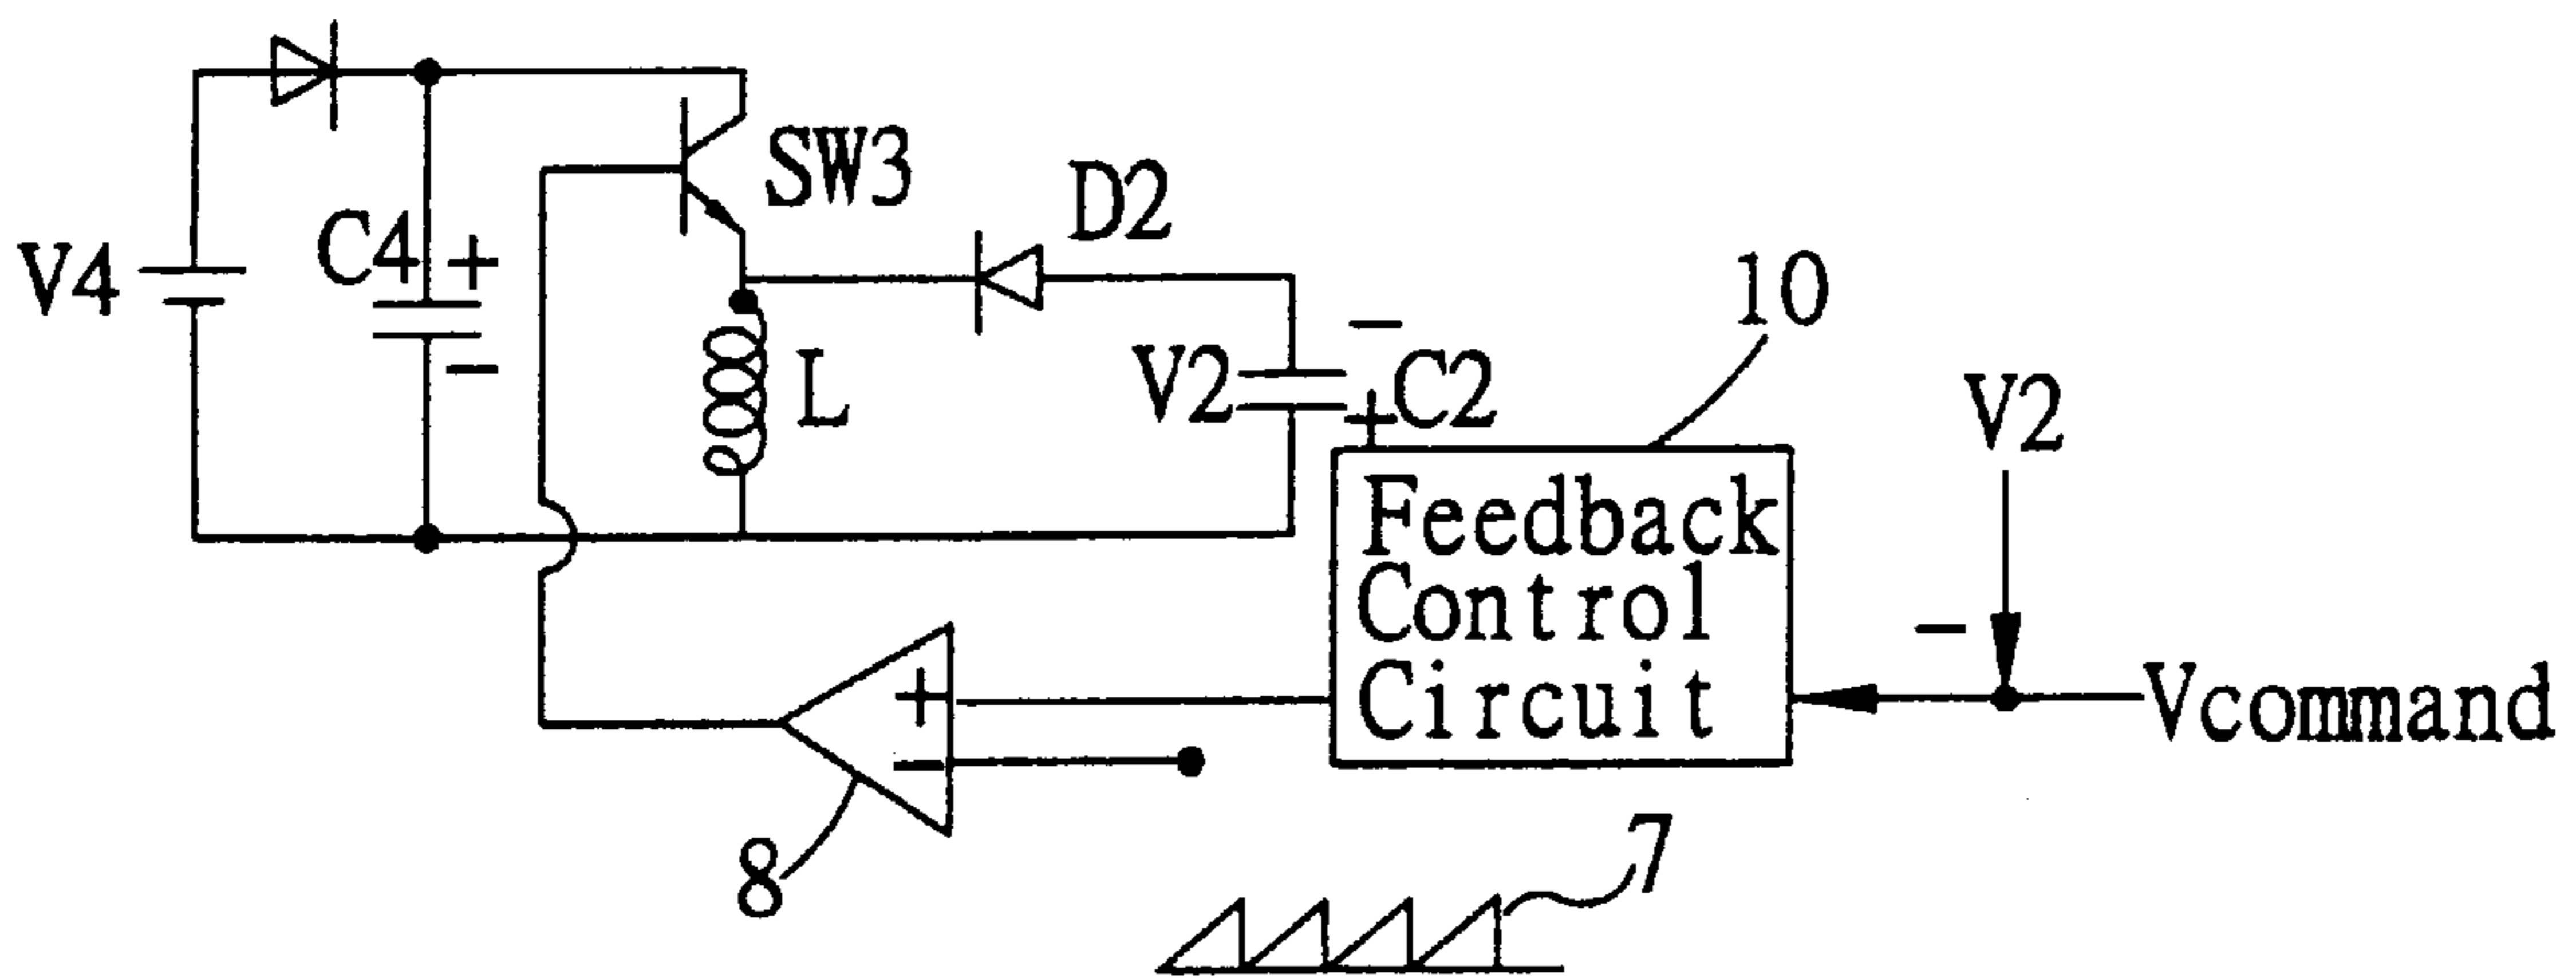 SW3
D2
V4
C4
+
-
L
V2
-
+
C2
10
V2
Feedback
Control
Circuit
-
Vcommand
+
-
8
7